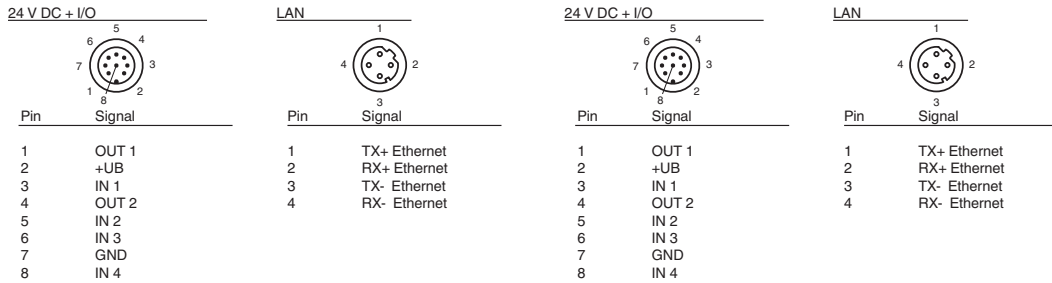 24 V DC + I/O
5
6 4
7 3
1 2
8
Pin Signal
1 OUT 1
2 +UB
3 IN 1
4 OUT 2
5 IN 2
6 IN 3
7 GND
8 IN 4
LAN
1
4 2
3
Pin Signal
1 TX+ Ethernet
2 RX+ Ethernet
3 TX- Ethernet
4 RX- Ethernet
24 V DC + I/O
5
6 4
7 3
1 2
8
Pin Signal
1 OUT 1
2 +UB
3 IN 1
4 OUT 2
5 IN 2
6 IN 3
7 GND
8 IN 4
LAN
1
4 2
3
Pin Signal
1 TX+ Ethernet
2 RX+ Ethernet
3 TX- Ethernet
4 RX- Ethernet